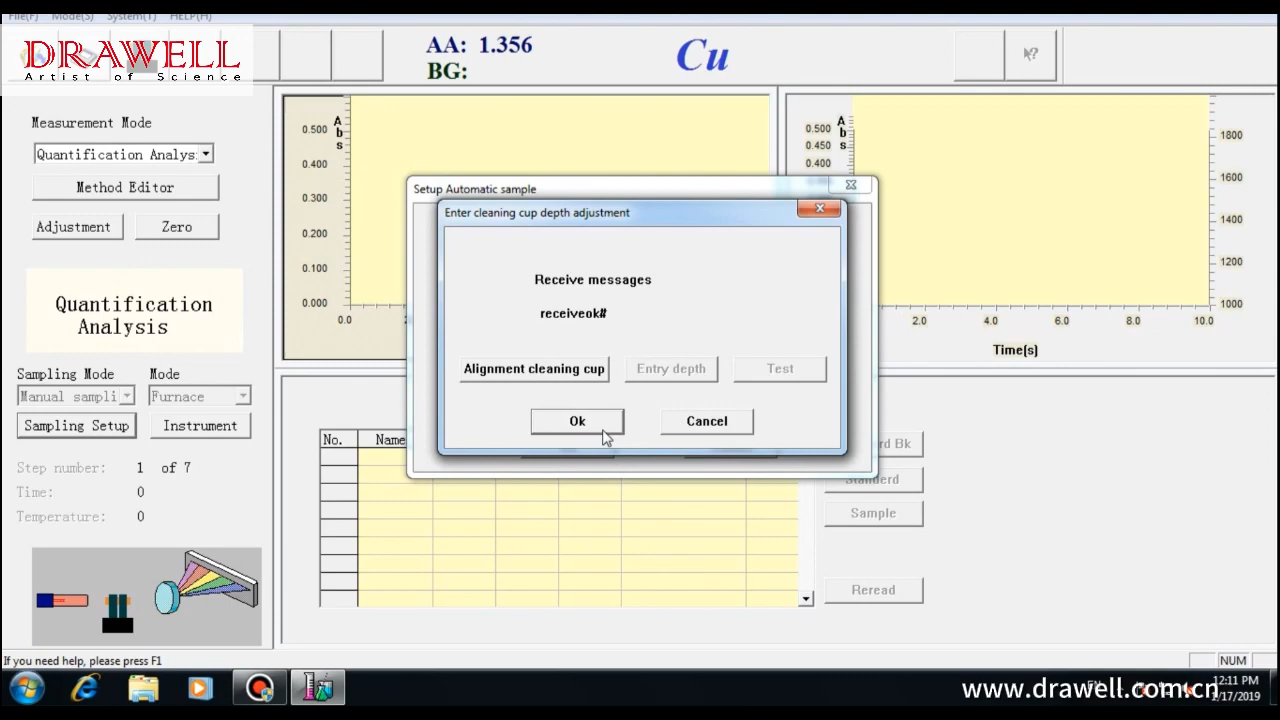 File(F) Mode(S) System(T) HELP(H)
DRAWELL
Artist of Science
AA: 1.356
BG:
Cu
Measurement Mode
Quantification Analys
Method Editor
Adjustment Zero
Quantification
Analysis
Sampling Mode Mode
Manual sampli Furnace
Sampling Setup Instrument
Step number: 1 of 7
Time: 0
Temperature: 0
Abs
0.500
0.400
0.300
0.200
0.100
0.000
0.0
Abs
0.500
0.450
0.400
1800
1600
1400
1200
1000
2.0 4.0 6.0 8.0 10.0
Time(s)
Setup Automatic sample
Enter cleaning cup depth adjustment
Receive messages
receiveok#
Alignment cleaning cup Entry depth Test
Ok Cancel
No. Name
rd Bk
Standerd
Sample
Reread
If you need help, please press F1
NUM
12:11 PM
/17/2019
www.drawell.com.cn